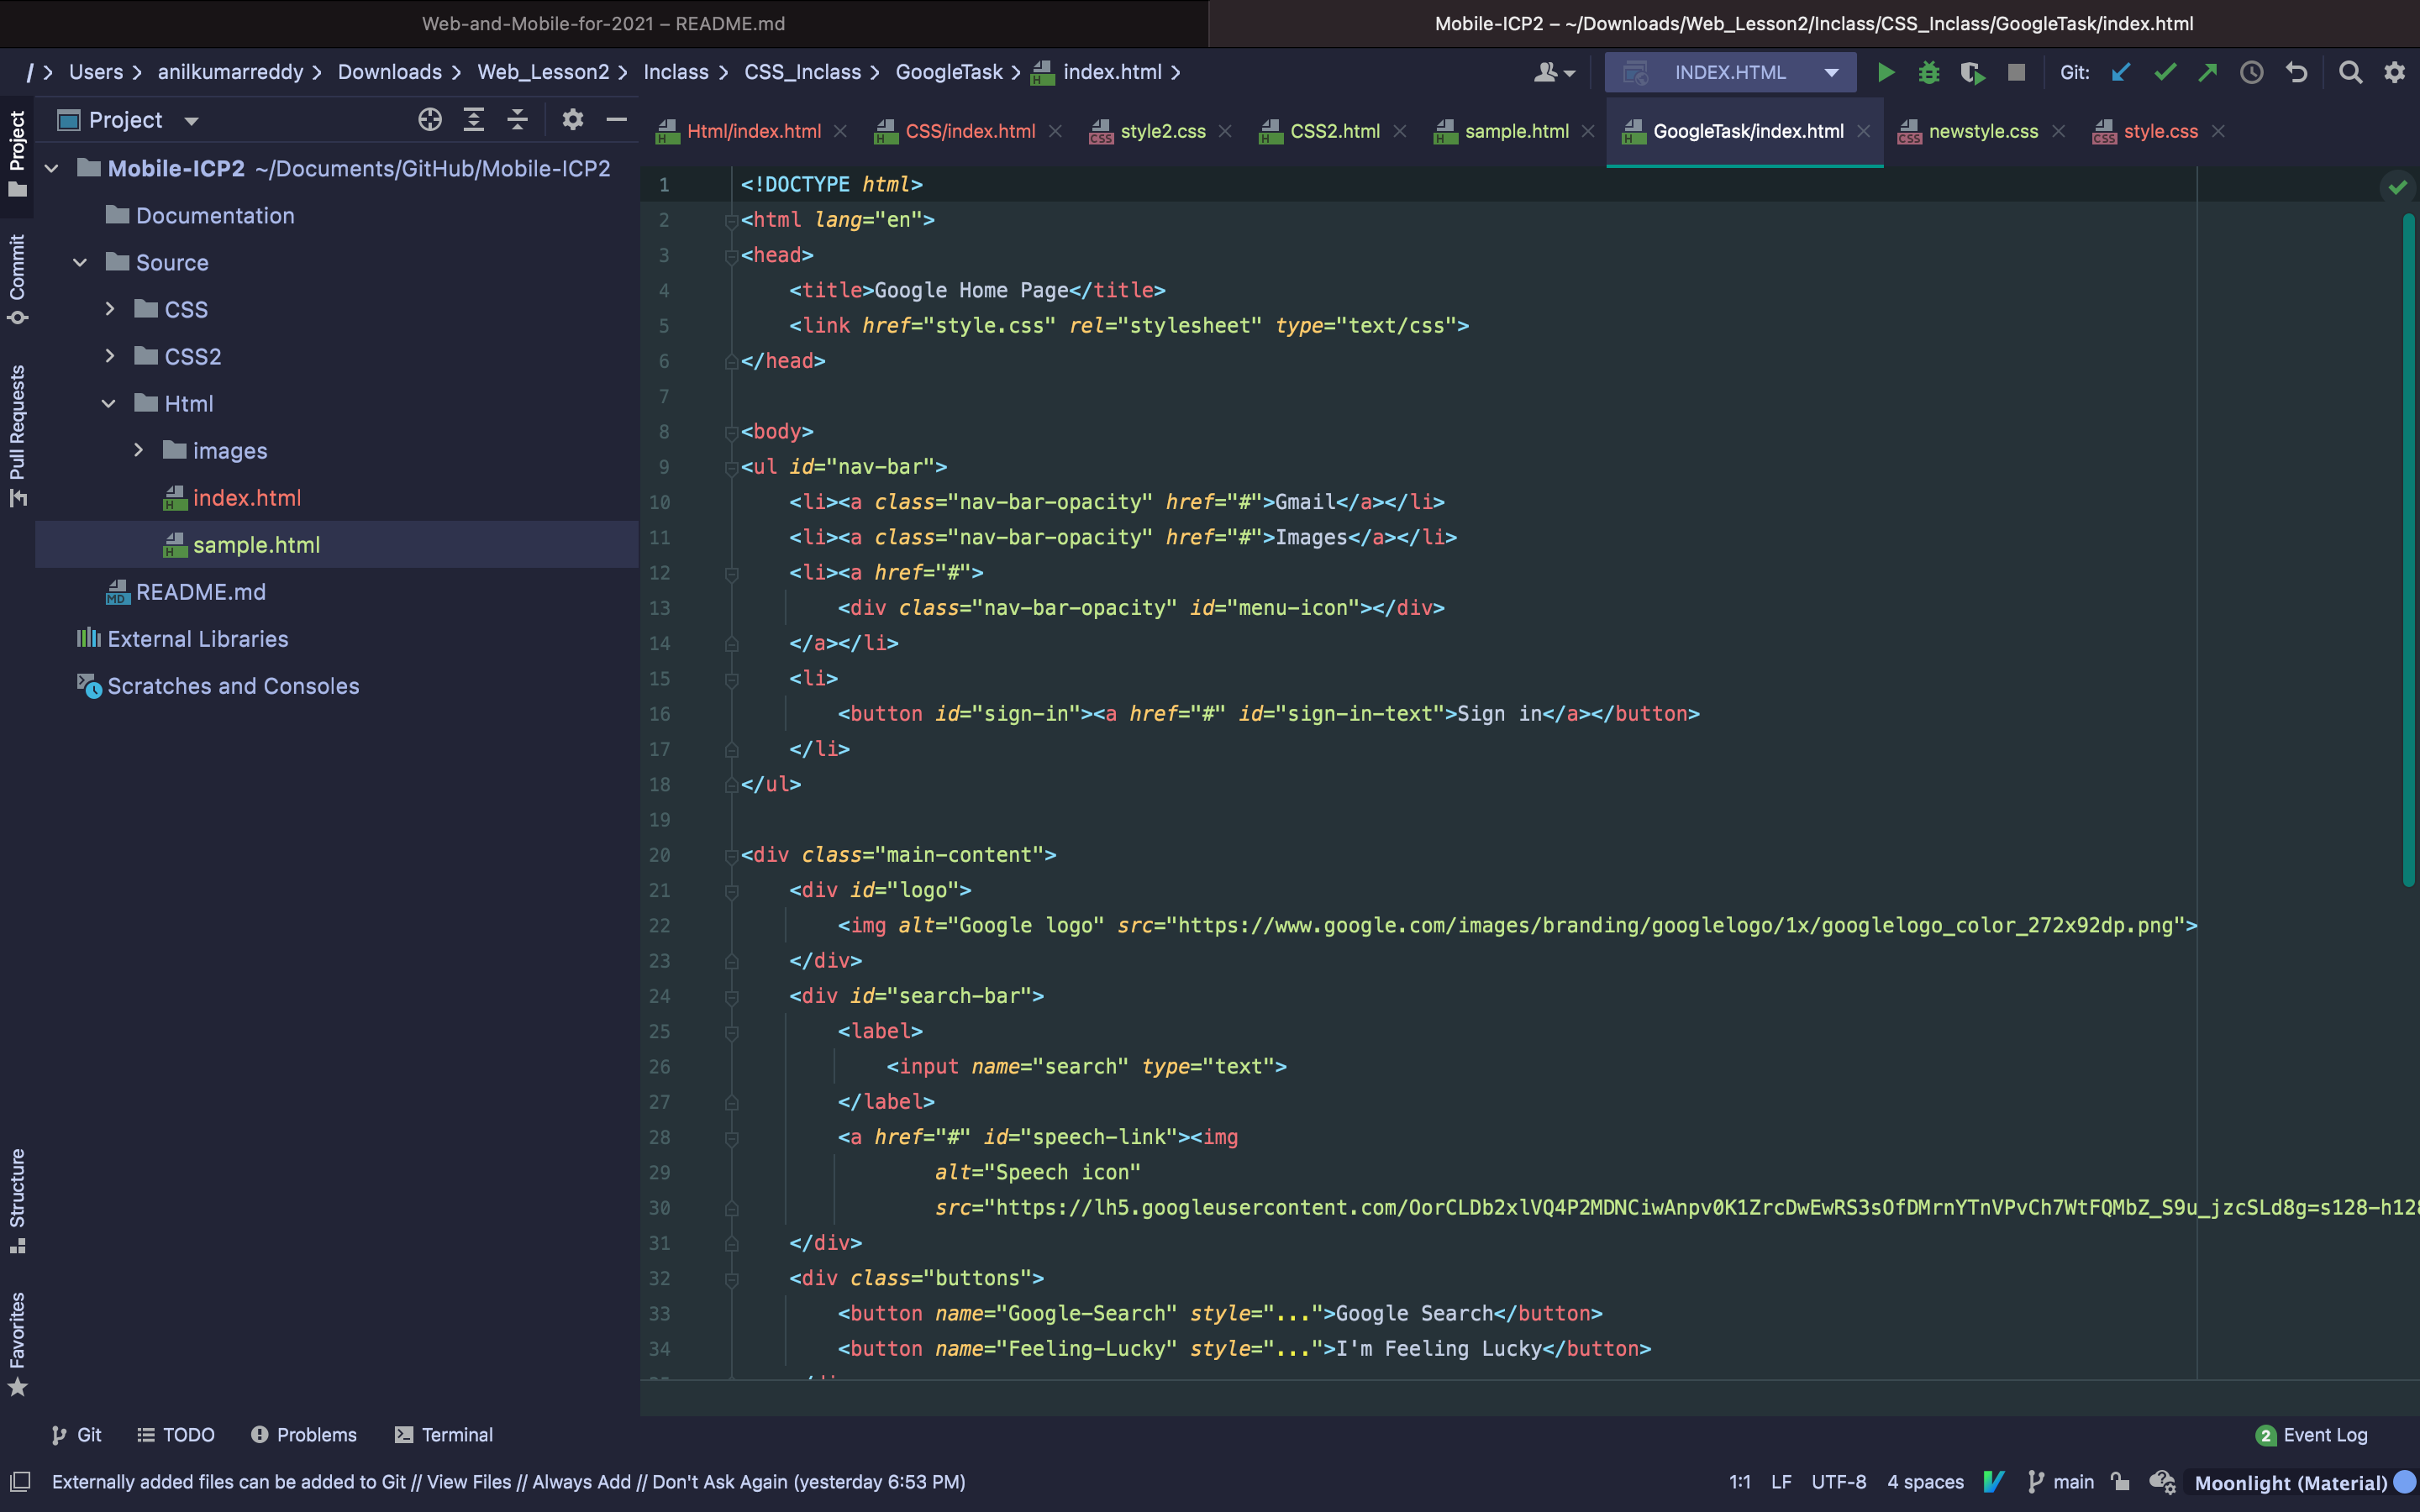 Web-and-Mobile-for-2021 – README.md
Mobile-ICP2 – ~/Downloads/Web_Lesson2/Inclass/CSS_Inclass/GoogleTask/index.html
/ Users anilkumarreddy Downloads Web_Lesson2 Inclass CSS_Inclass GoogleTask index.html
INDEX.HTML
Git:
Project
Commit
Pull Requests
Structure
Favorites
Project
Mobile-ICP2 ~/Documents/GitHub/Mobile-ICP2
Documentation
Source
CSS
CSS2
Html
images
index.html
sample.html
README.md
External Libraries
Scratches and Consoles
Html/index.html CSS/index.html style2.css CSS2.html sample.html GoogleTask/index.html newstyle.css style.css
1 <!DOCTYPE html>
2 <html lang="en">
3 <head>
4 <title>Google Home Page</title>
5 <link href="style.css" rel="stylesheet" type="text/css">
6 </head>
7
8 <body>
9 <ul id="nav-bar">
10 <li><a class="nav-bar-opacity" href="#">Gmail</a></li>
11 <li><a class="nav-bar-opacity" href="#">Images</a></li>
12 <li><a href="#">
13 <div class="nav-bar-opacity" id="menu-icon"></div>
14 </a></li>
15 <li>
16 <button id="sign-in"><a href="#" id="sign-in-text">Sign in</a></button>
17 </li>
18 </ul>
19
20 <div class="main-content">
21 <div id="logo">
22 <img alt="Google logo" src="https://www.google.com/images/branding/googlelogo/1x/googlelogo_color_272x92dp.png">
23 </div>
24 <div id="search-bar">
25 <label>
26 <input name="search" type="text">
27 </label>
28 <a href="#" id="speech-link"><img
29 alt="Speech icon"
30 src="https://lh5.googleusercontent.com/OorCLDb2xlVQ4P2MDNCiwAnpv0K1ZrcDwEwRS3sOfDMrnYTnVPvCh7WtFQMbZ_S9u_jzcSLd8g=s128-h128
31 </div>
32 <div class="buttons">
33 <button name="Google-Search" style="...">Google Search</button>
34 <button name="Feeling-Lucky" style="...">I'm Feeling Lucky</button>
Git TODO Problems Terminal
2 Event Log
Externally added files can be added to Git // View Files // Always Add // Don't Ask Again (yesterday 6:53 PM)
1:1 LF UTF-8 4 spaces main Moonlight (Material)